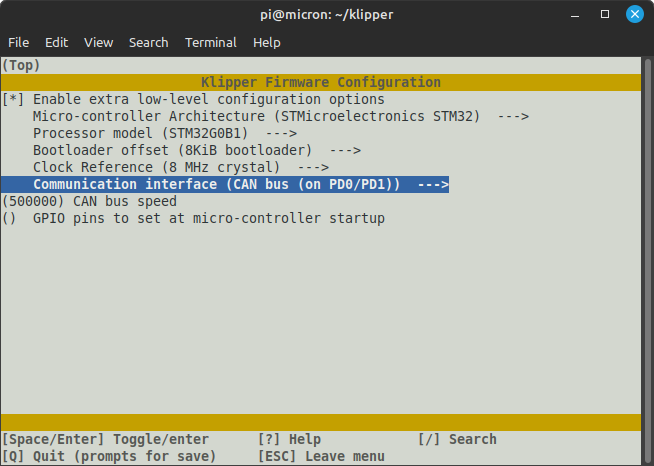 pi@micron: ~/klipper
File Edit View Search Terminal Help
(Top)
Klipper Firmware Configuration
[*] Enable extra low-level configuration options
Micro-controller Architecture (STMicroelectronics STM32) --->
Processor model (STM32G0B1) --->
Bootloader offset (8KiB bootloader) --->
Clock Reference (8 MHz crystal) --->
Communication interface (CAN bus (on PD0/PD1)) --->
(500000) CAN bus speed
() GPIO pins to set at micro-controller startup
[Space/Enter] Toggle/enter [?] Help [/] Search
[Q] Quit (prompts for save) [ESC] Leave menu